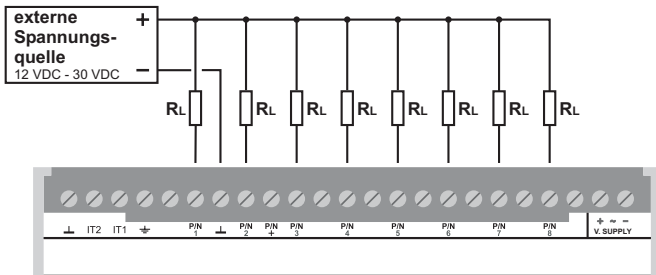 externe +
Spannungs-
quelle
12 VDC - 30 VDC −
RL RL RL RL RL RL RL RL
⊥ IT2 IT1 ⏚ P/N 1 ⊥ P/N 2 P/N + P/N 3 P/N 4 P/N 5 P/N 6 P/N 7 P/N 8 + ~ −
V. SUPPLY